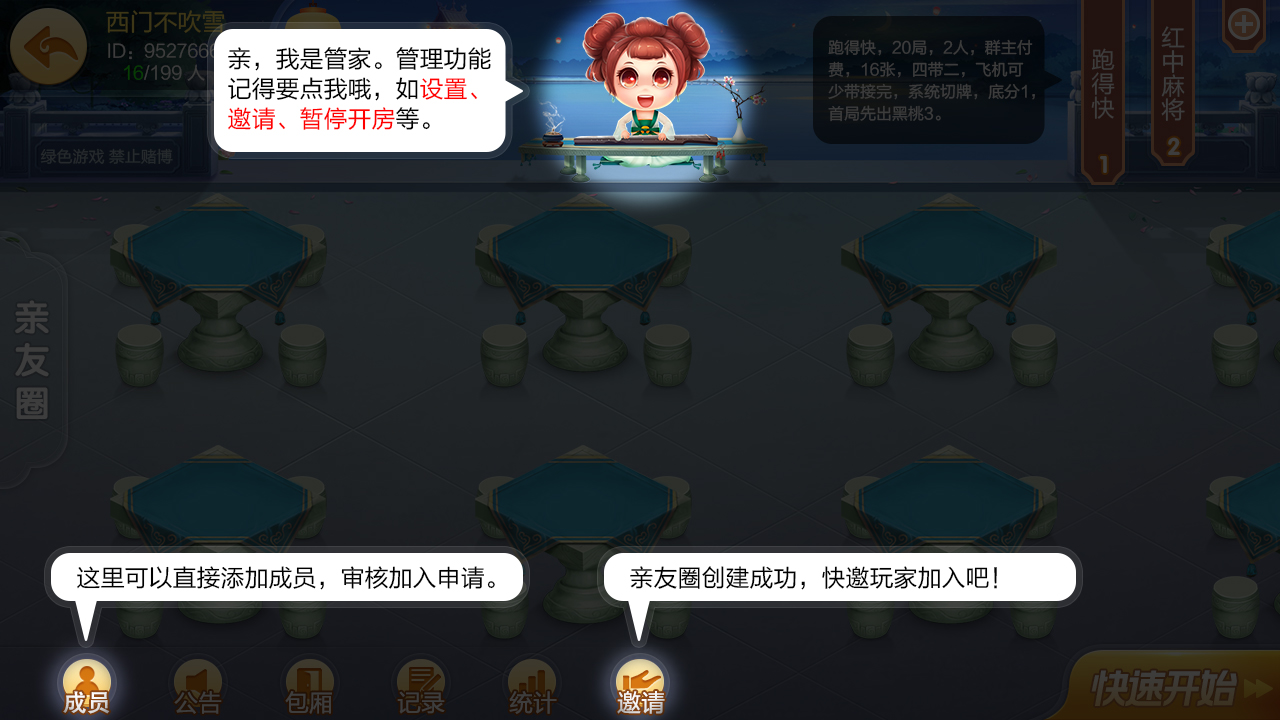 西门不吹雪
ID：9527666
16/199 人
绿色游戏 禁止赌博
亲，我是管家。管理功能
记得要点我哦，如设置、
邀请、暂停开房等。
跑得快，20局，2人，群主付
费，16张，四带二，飞机可
少带接完，系统切牌，底分1，
首局先出黑桃3。
跑得快
1
红中麻将
2
亲友圈
这里可以直接添加成员，审核加入申请。
亲友圈创建成功，快邀玩家加入吧！
成员
公告
包厢
记录
统计
邀请
快速开始